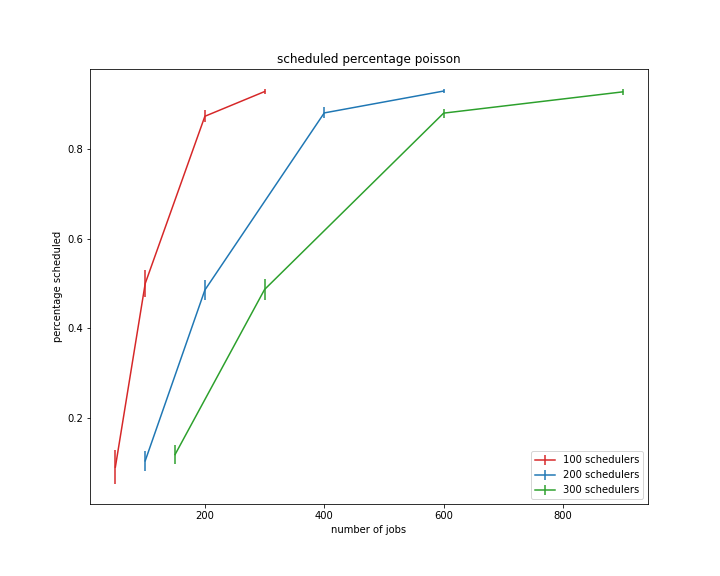 scheduled percentage poisson
percentage scheduled
0.8
0.6
0.4
0.2
200
400
600
800
number of jobs
100 schedulers
200 schedulers
300 schedulers